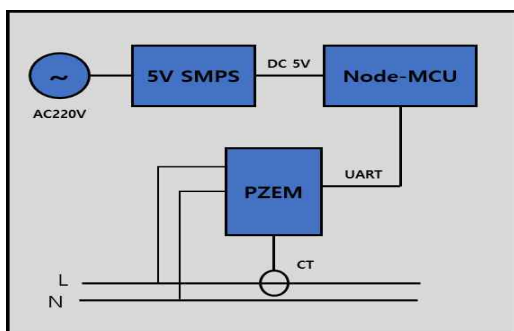 ~
5V SMPS
DC 5V
Node-MCU
AC220V
PZEM
UART
CT
L
N